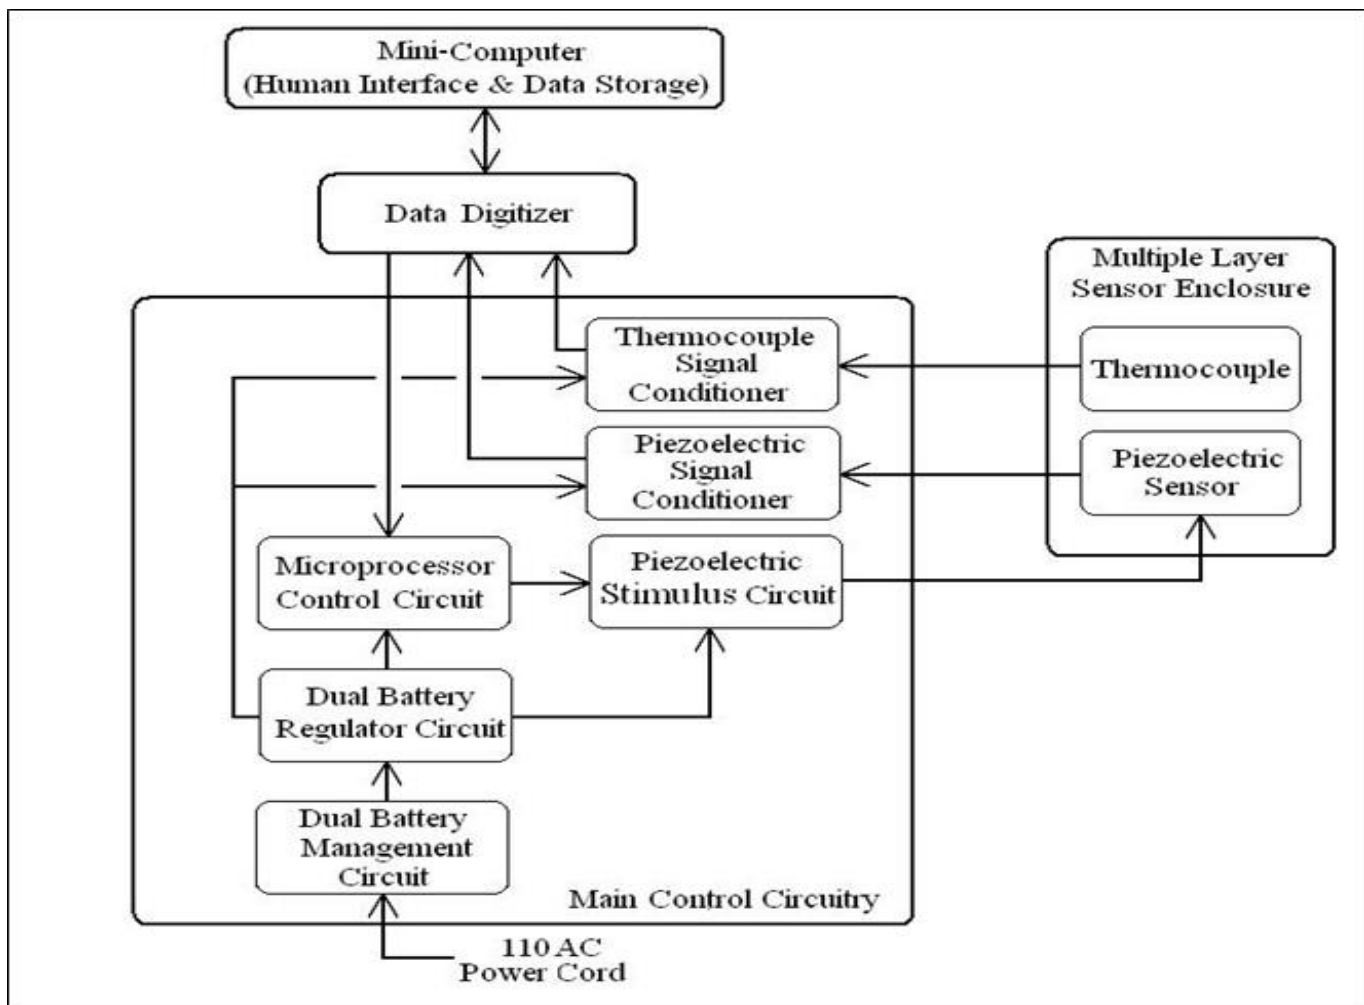 Mini-Computer
(Human Interface & Data Storage)
Data Digitizer
Multiple Layer
Sensor Enclosure
Thermocouple
Signal
Conditioner
Thermocouple
Piezoelectric
Signal
Conditioner
Piezoelectric
Sensor
Microprocessor
Control Circuit
Piezoelectric
Stimulus Circuit
Dual Battery
Regulator Circuit
Dual Battery
Management
Circuit
Main Control Circuitry
110 AC
Power Cord